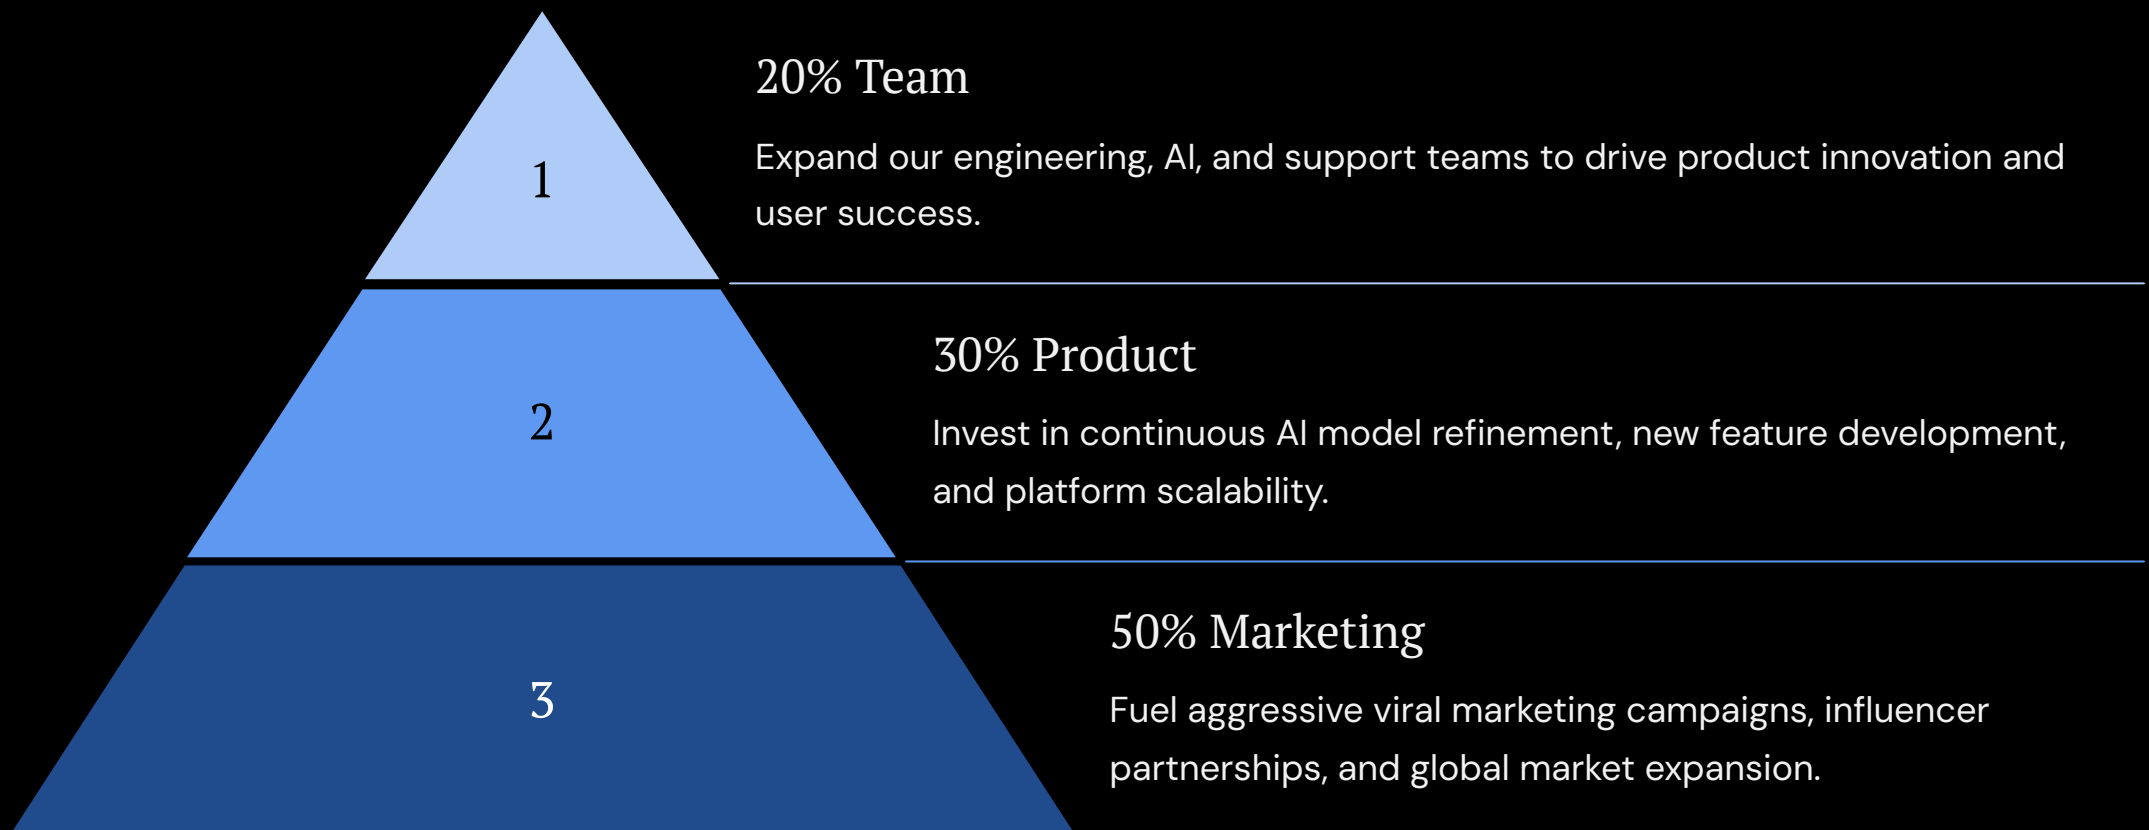 1
20% Team
Expand our engineering, AI, and support teams to drive product innovation and
user success.
2
30% Product
Invest in continuous AI model refinement, new feature development,
and platform scalability.
3
50% Marketing
Fuel aggressive viral marketing campaigns, influencer
partnerships, and global market expansion.